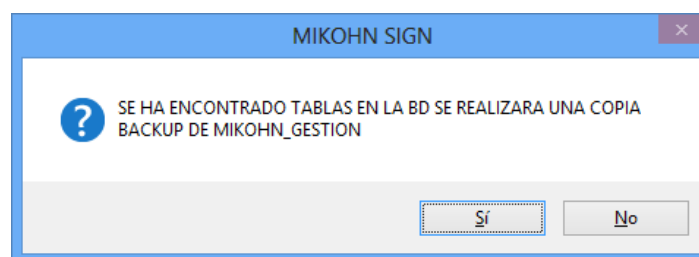 MIKOHN SIGN
SE HA ENCONTRADO TABLAS EN LA BD SE REALIZARA UNA COPIA
BACKUP DE MIKOHN_GESTION
Sí
No